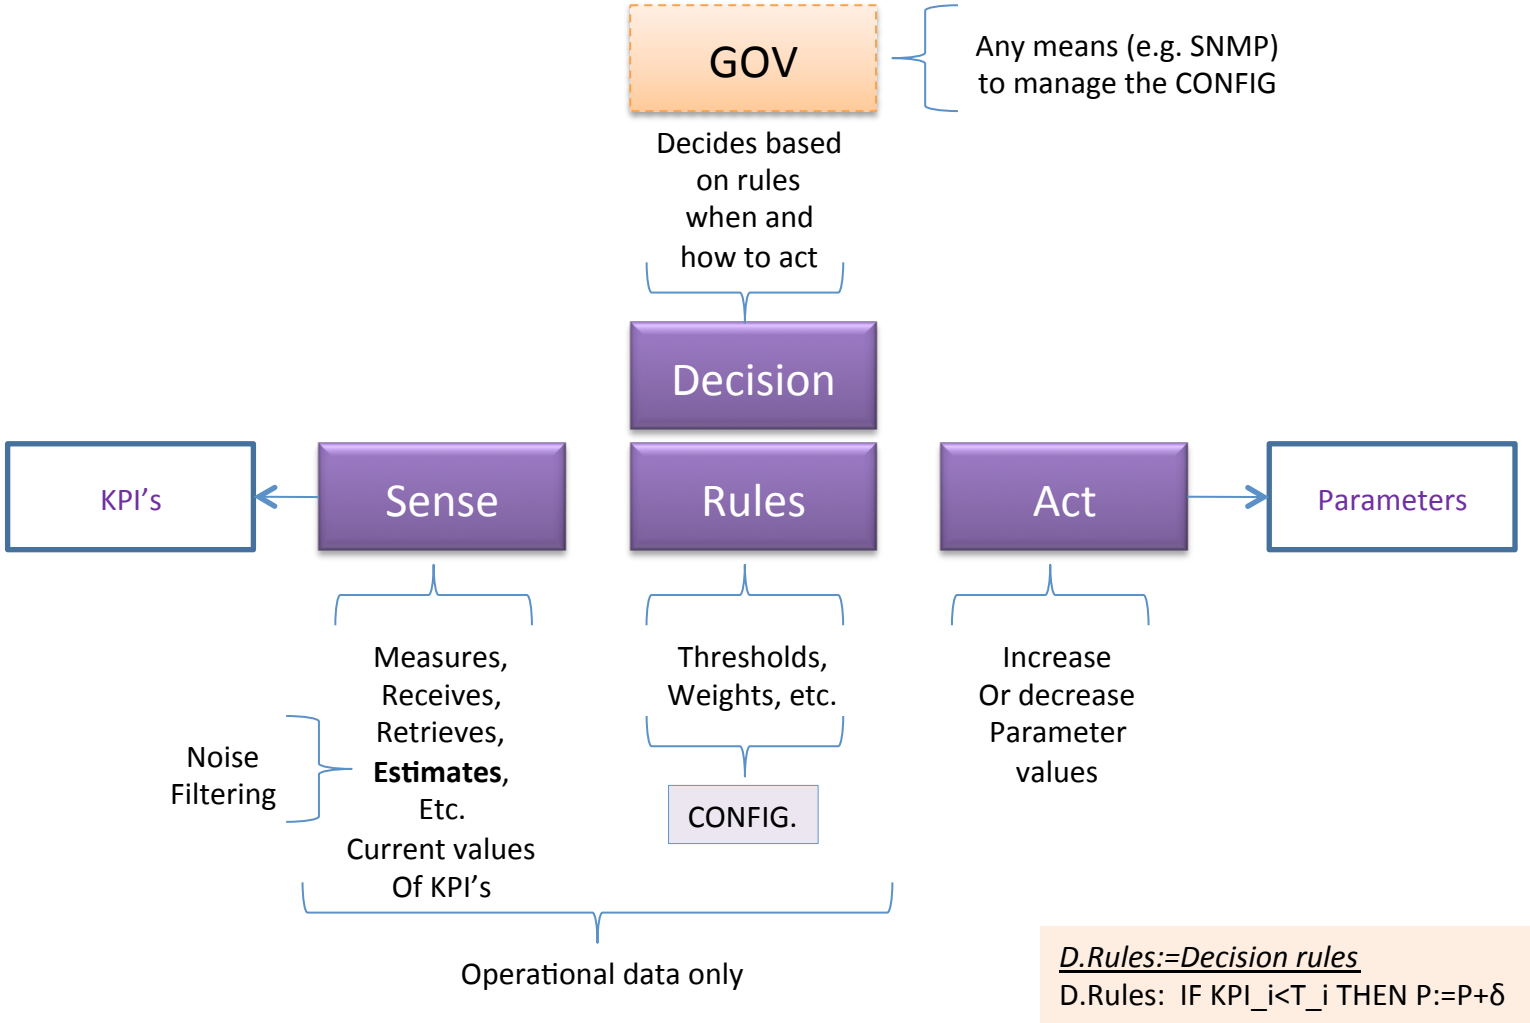 GOV
Any means (e.g. SNMP)
to manage the CONFIG
Decides based
on rules
when and
how to act
Decision
KPI's
Sense
Rules
Act
Parameters
Measures,
Receives,
Retrieves,
Estimates,
Etc.
Current values
Of KPI's
Noise
Filtering
Thresholds,
Weights, etc.
CONFIG.
Increase
Or decrease
Parameter
values
Operational data only
D.Rules:=Decision rules
D.Rules:  IF KPI_i<T_i THEN P:=P+δ